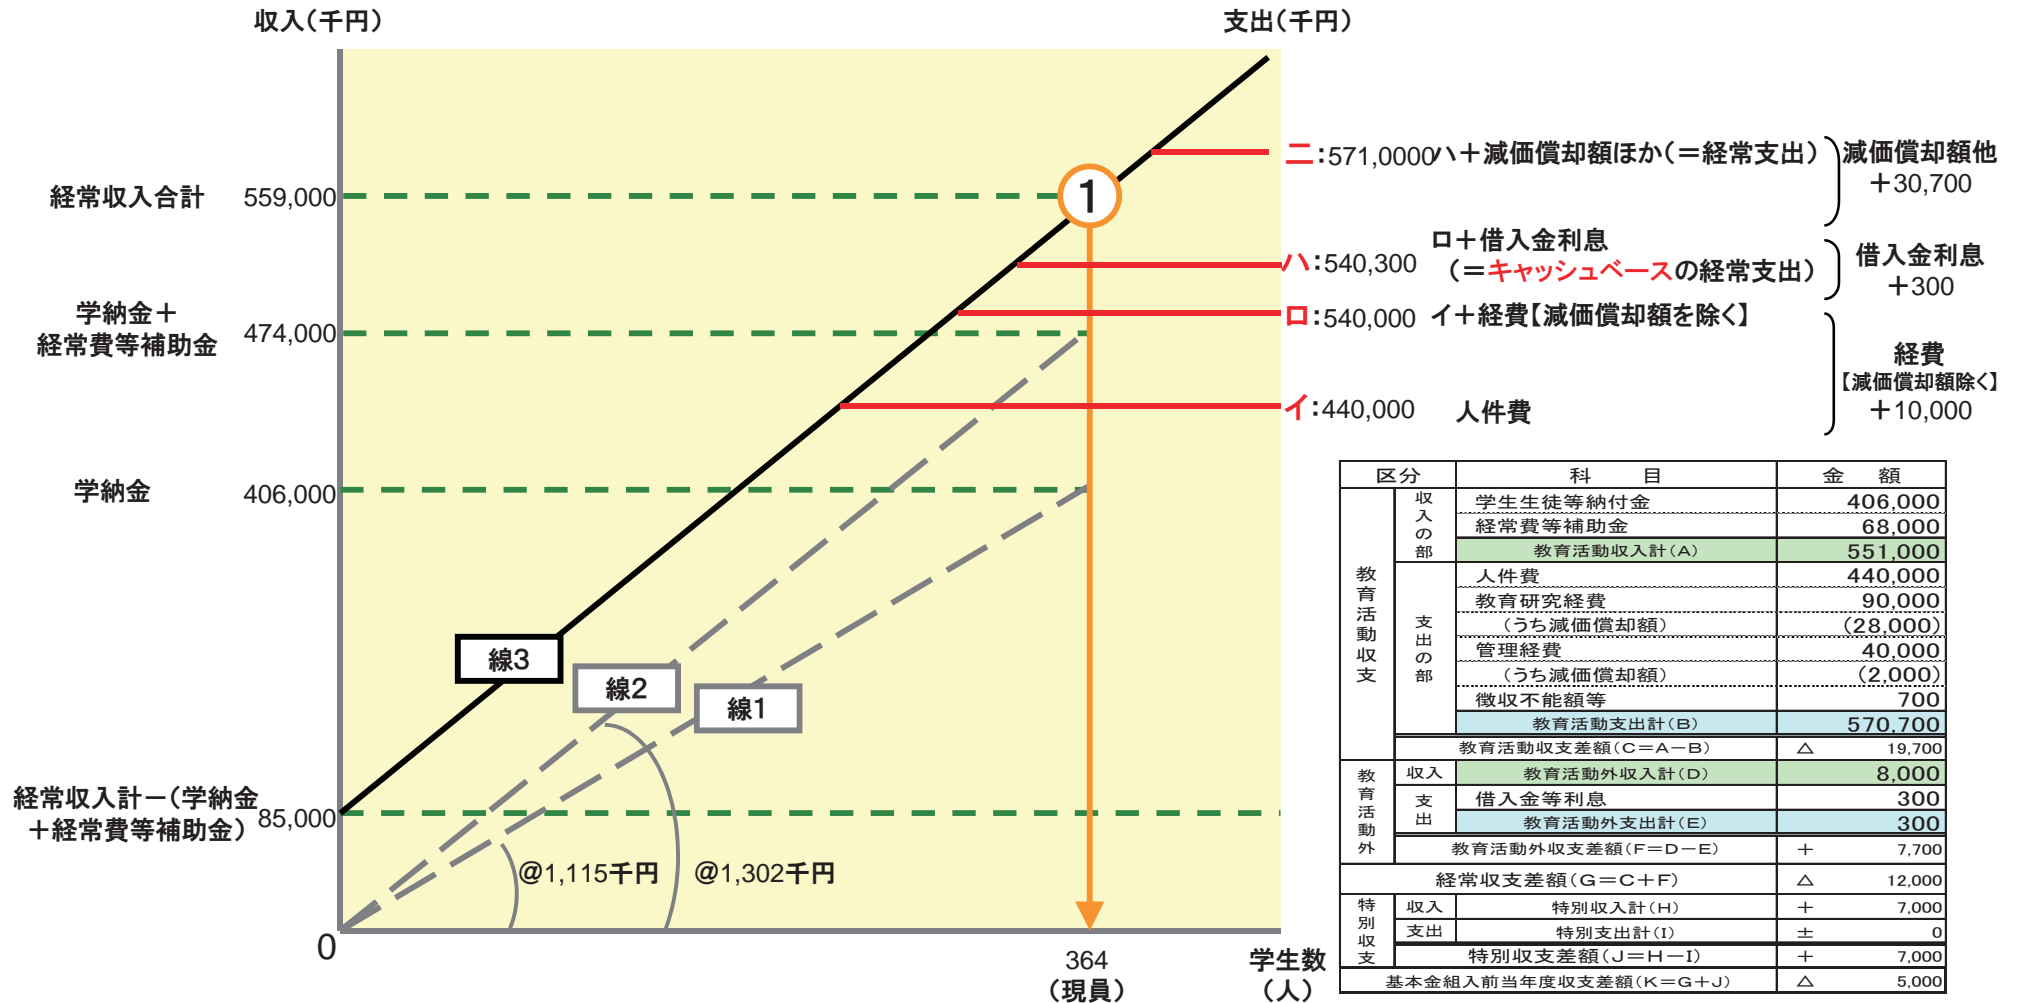 収入(千円)
支出(千円)
経常収入合計
559,000
学納金＋
経常費等補助金
474,000
学納金
406,000
経常収入計－(学納金
＋経常費等補助金)
85,000
0
①
線3
線2
線1
@1,115千円
@1,302千円
364
(現員)
学生数
(人)
ニ:571,0000ハ＋減価償却額ほか(＝経常支出)
減価償却額他
＋30,700
ハ:540,300
ロ＋借入金利息
(＝キャッシュベースの経常支出)
借入金利息
＋300
ロ:540,000 イ＋経費【減価償却額を除く】
経費
【減価償却額除く】
＋10,000
イ:440,000 人件費
区分 科目 金額
教育活動収支
収入の部
学生生徒等納付金 406,000
経常費等補助金 68,000
教育活動収入計(A) 551,000
支出の部
人件費 440,000
教育研究経費 90,000
(うち減価償却額) (28,000)
管理経費 40,000
(うち減価償却額) (2,000)
徴収不能額等 700
教育活動支出計(B) 570,700
教育活動収支差額(C＝A－B) △ 19,700
教育活動外
収入 教育活動外収入計(D) 8,000
支出
借入金等利息 300
教育活動外支出計(E) 300
教育活動外収支差額(F＝D－E) ＋ 7,700
経常収支差額(G＝C＋F) △ 12,000
特別収支
収入 特別収入計(H) ＋ 7,000
支出 特別支出計(I) ± 0
特別収支差額(J＝H－I) ＋ 7,000
基本金組入前当年度収支差額(K＝G＋J) △ 5,000